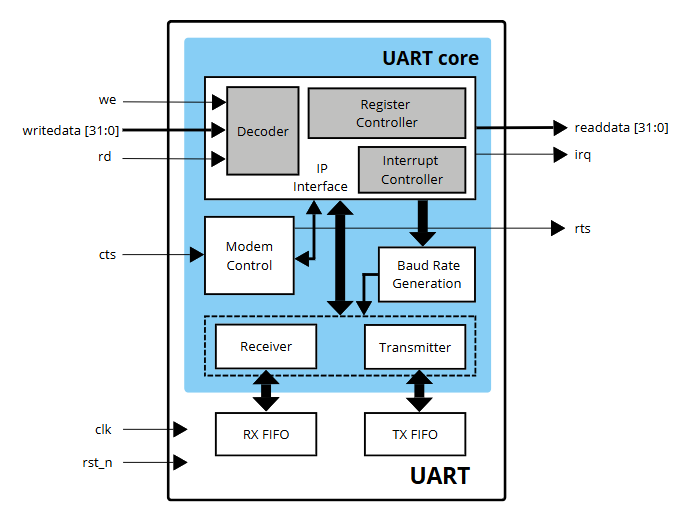 UART core
we
writedata [31:0]
rd
Decoder
Register
Controller
Interrupt
Controller
IP
Interface
readdata [31:0]
irq
cts
Modem
Control
rts
Baud Rate
Generation
Receiver
Transmitter
clk
rst_n
RX FIFO
TX FIFO
UART